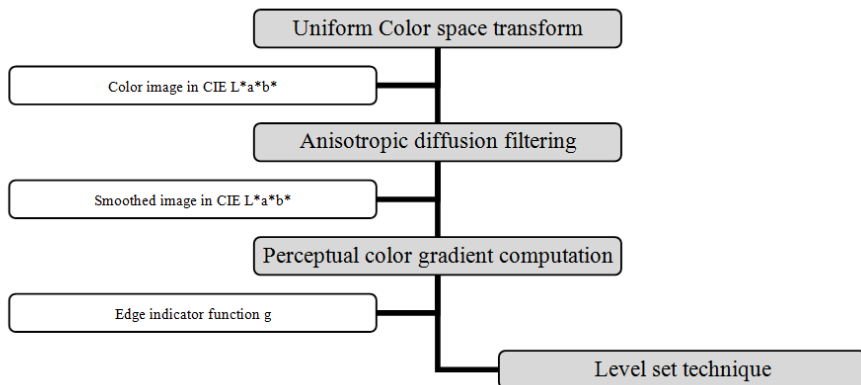 Uniform Color space transform
Color image in CIE L*a*b*
Anisotropic diffusion filtering
Smoothed image in CIE L*a*b*
Perceptual color gradient computation
Edge indicator function g
Level set technique